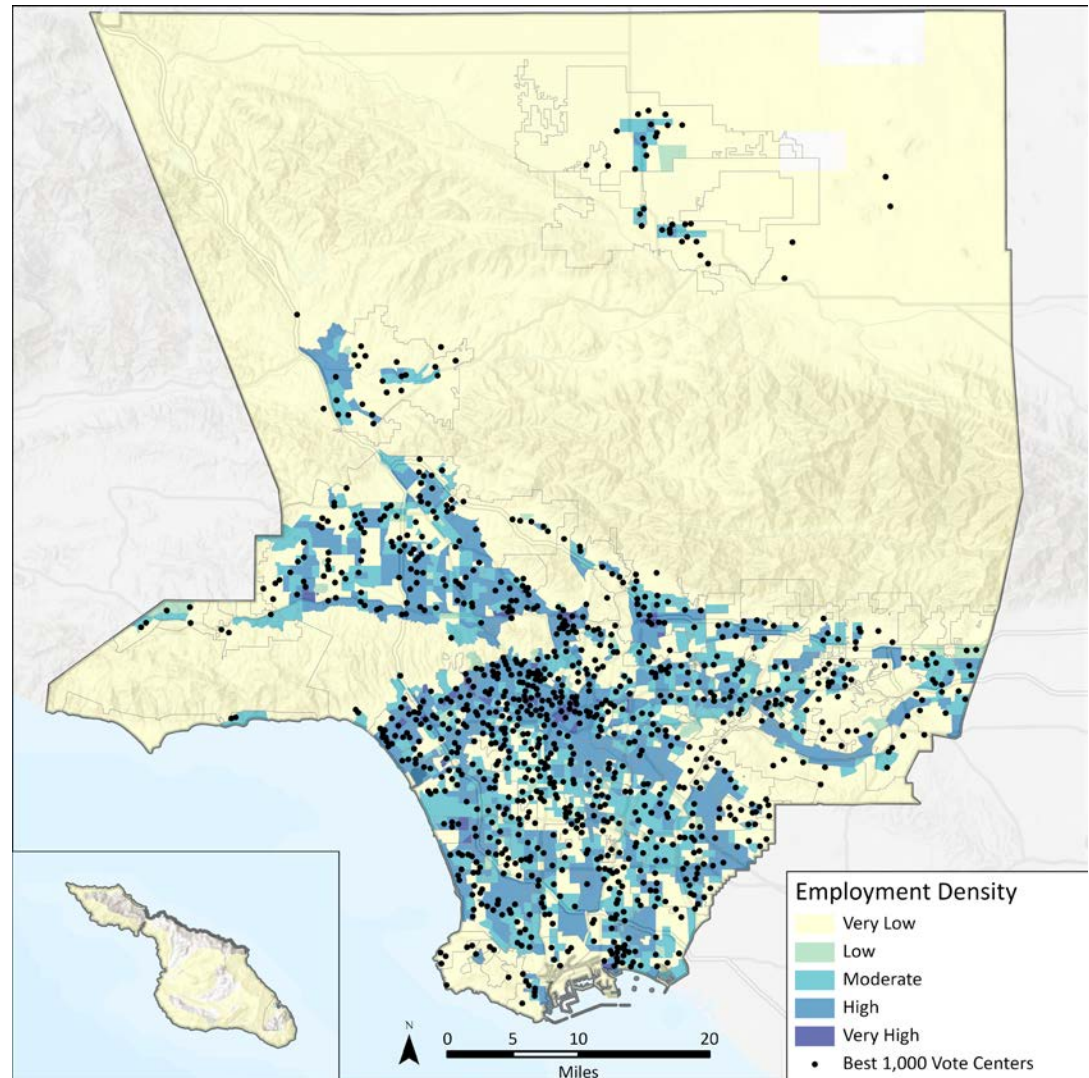 Employment Density
Very Low
Low
Moderate
High
Very High
Best 1,000 Vote Centers
N
0 5 10 20
Miles